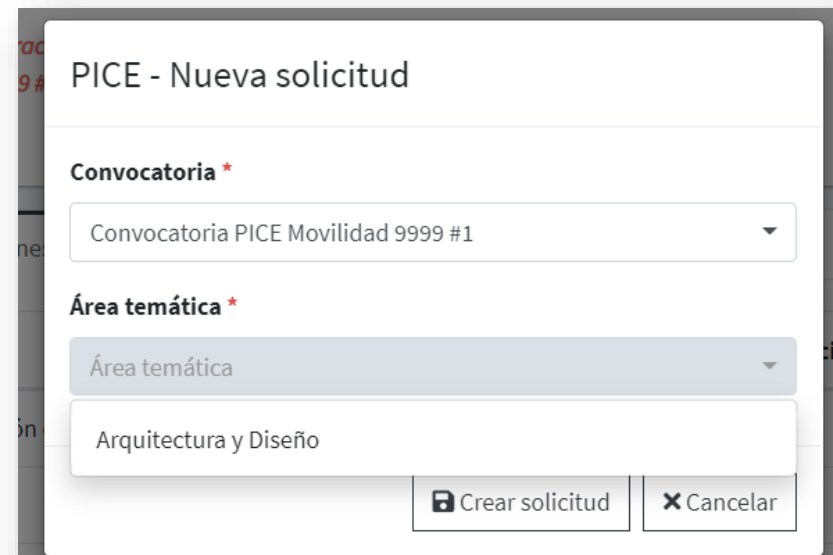 PICE - Nueva solicitud
Convocatoria *
Convocatoria PICE Movilidad 9999 #1
Área temática *
Área temática
Arquitectura y Diseño
Crear solicitud
Cancelar